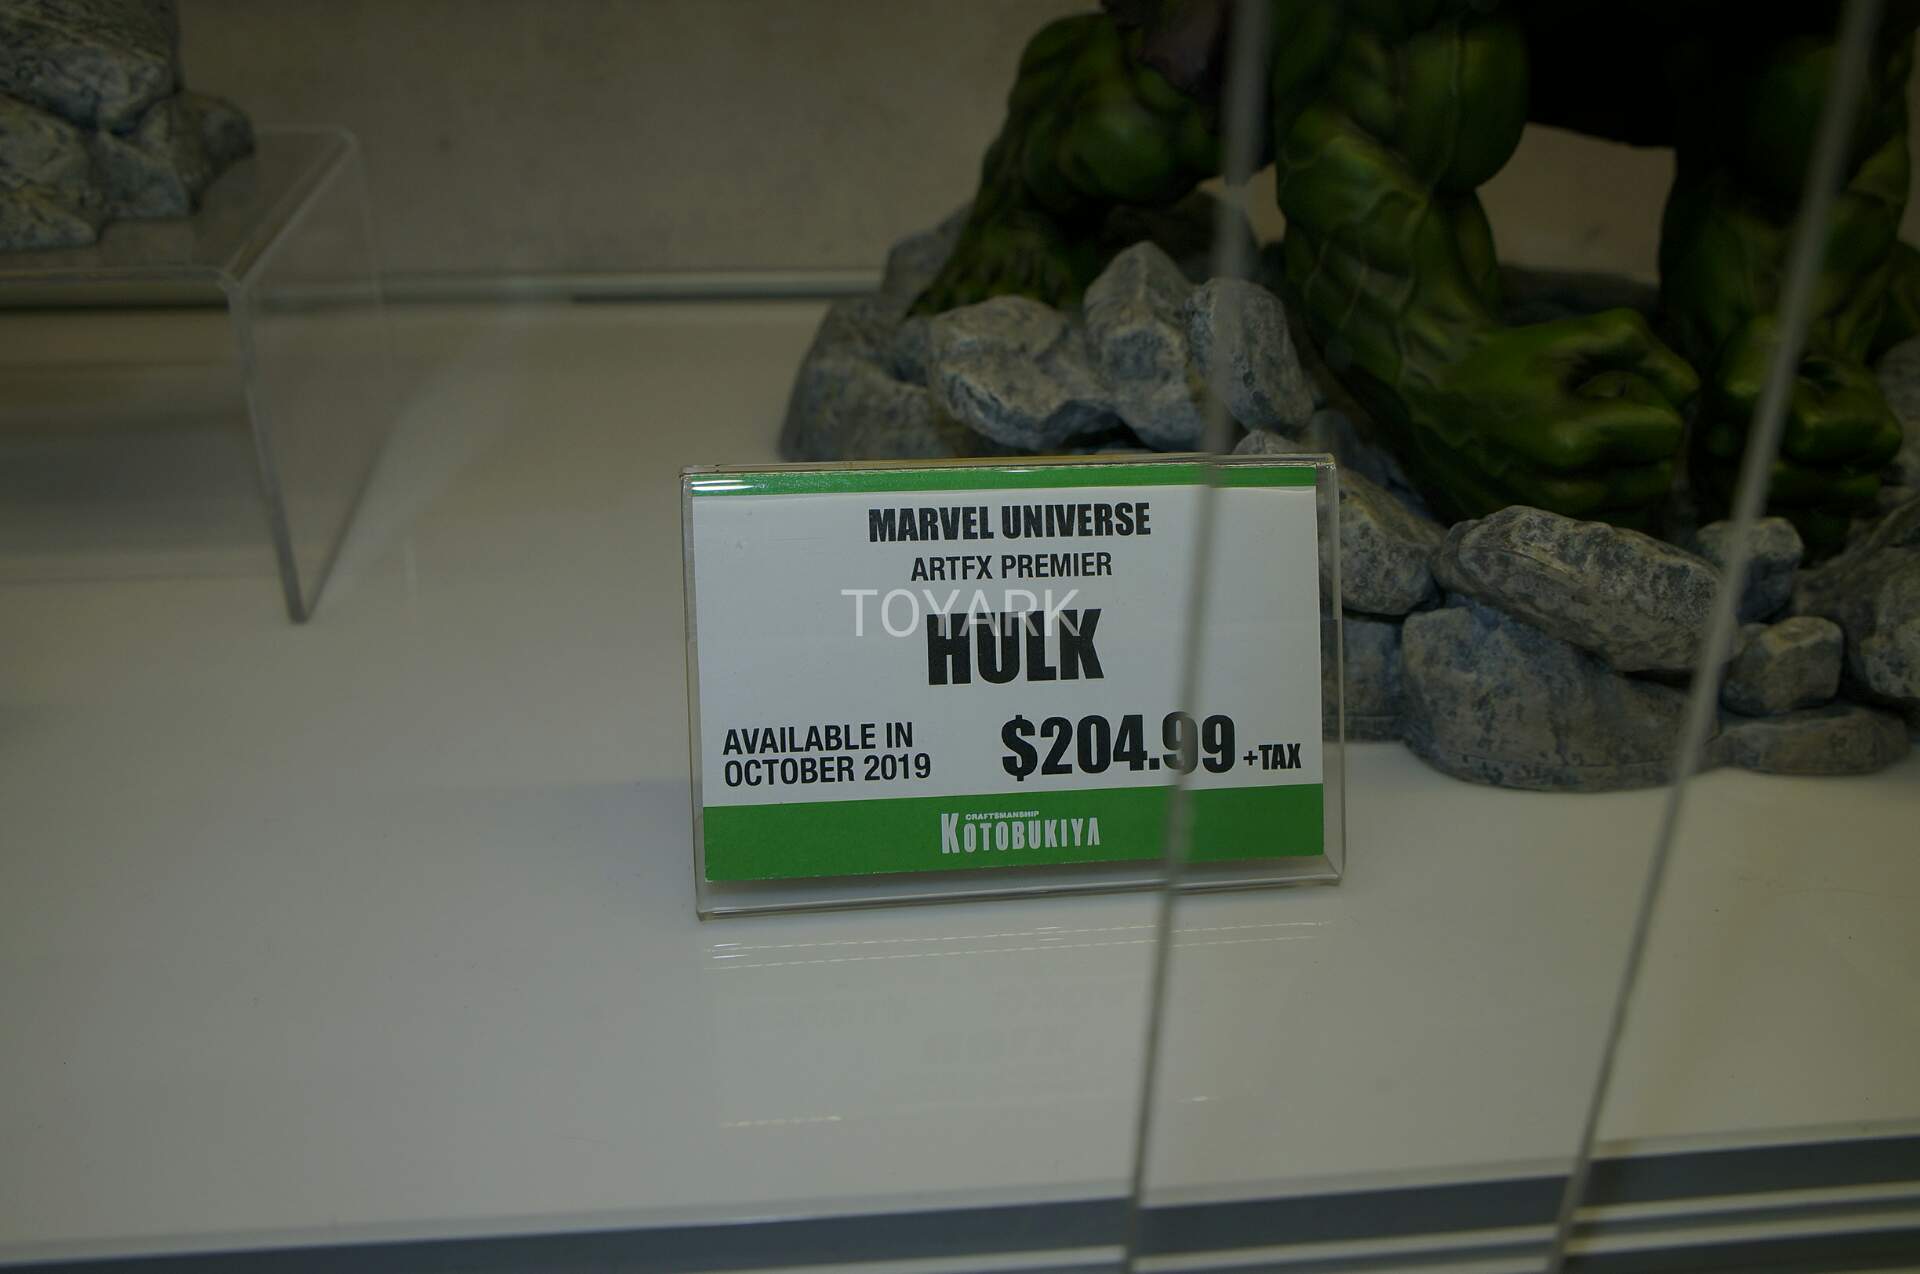 MARVEL UNIVERSE
ARTFX PREMIER
TOYARK
HULK
AVAILABLE IN
OCTOBER 2019
$204.99 +TAX
CRAFTSMANSHIP
KOTOBUKIYA